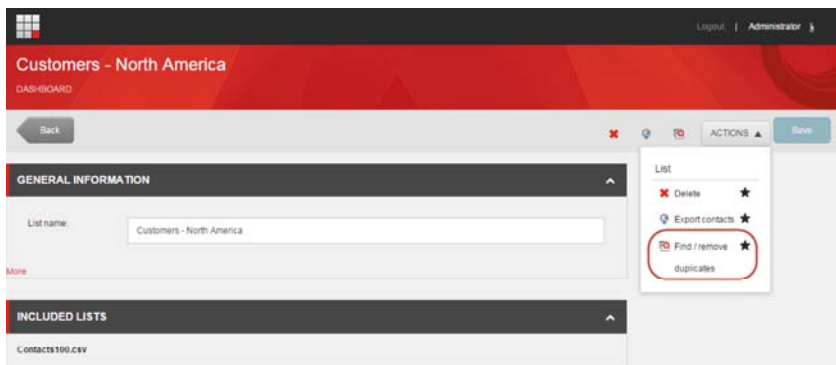 Logout | Administrator
Customers - North America
DASHBOARD
Back
ACTIONS ▲
Save
List
Delete
Export contacts
Find / remove
duplicates
GENERAL INFORMATION
List name:
Customers - North America
More
INCLUDED LISTS
Contacts100.csv